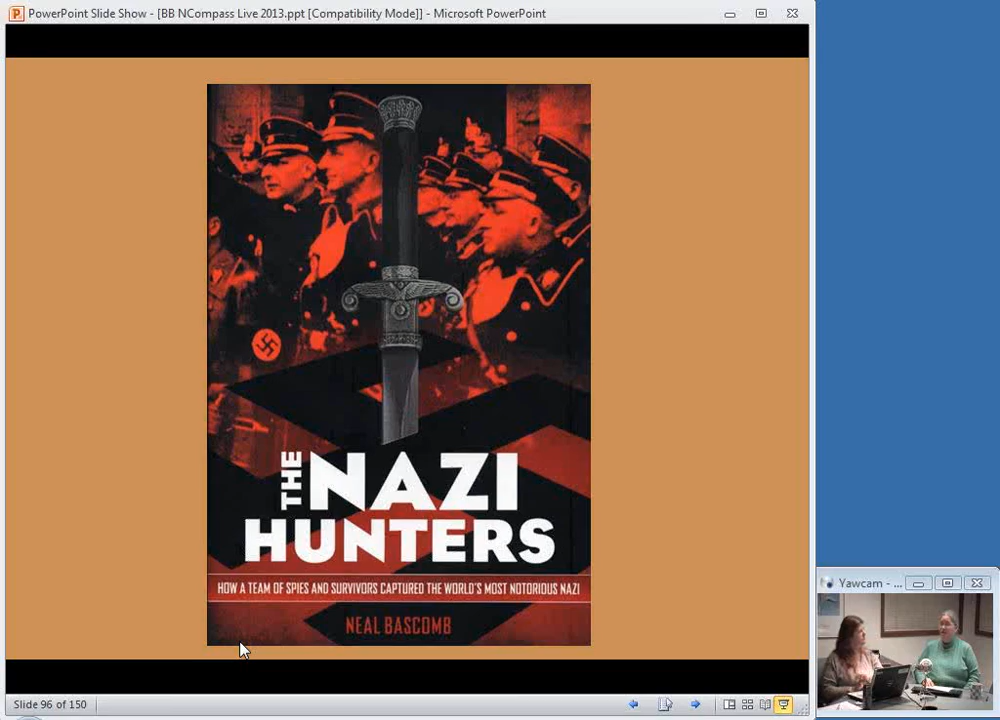 PowerPoint Slide Show - [BB NCompass Live 2013.ppt [Compatibility Mode]] - Microsoft PowerPoint
THE NAZI
HUNTERS
HOW A TEAM OF SPIES AND SURVIVORS CAPTURED THE WORLD'S MOST NOTORIOUS NAZI
NEAL BASCOMB
Yawcam - ...
Slide 96 of 150